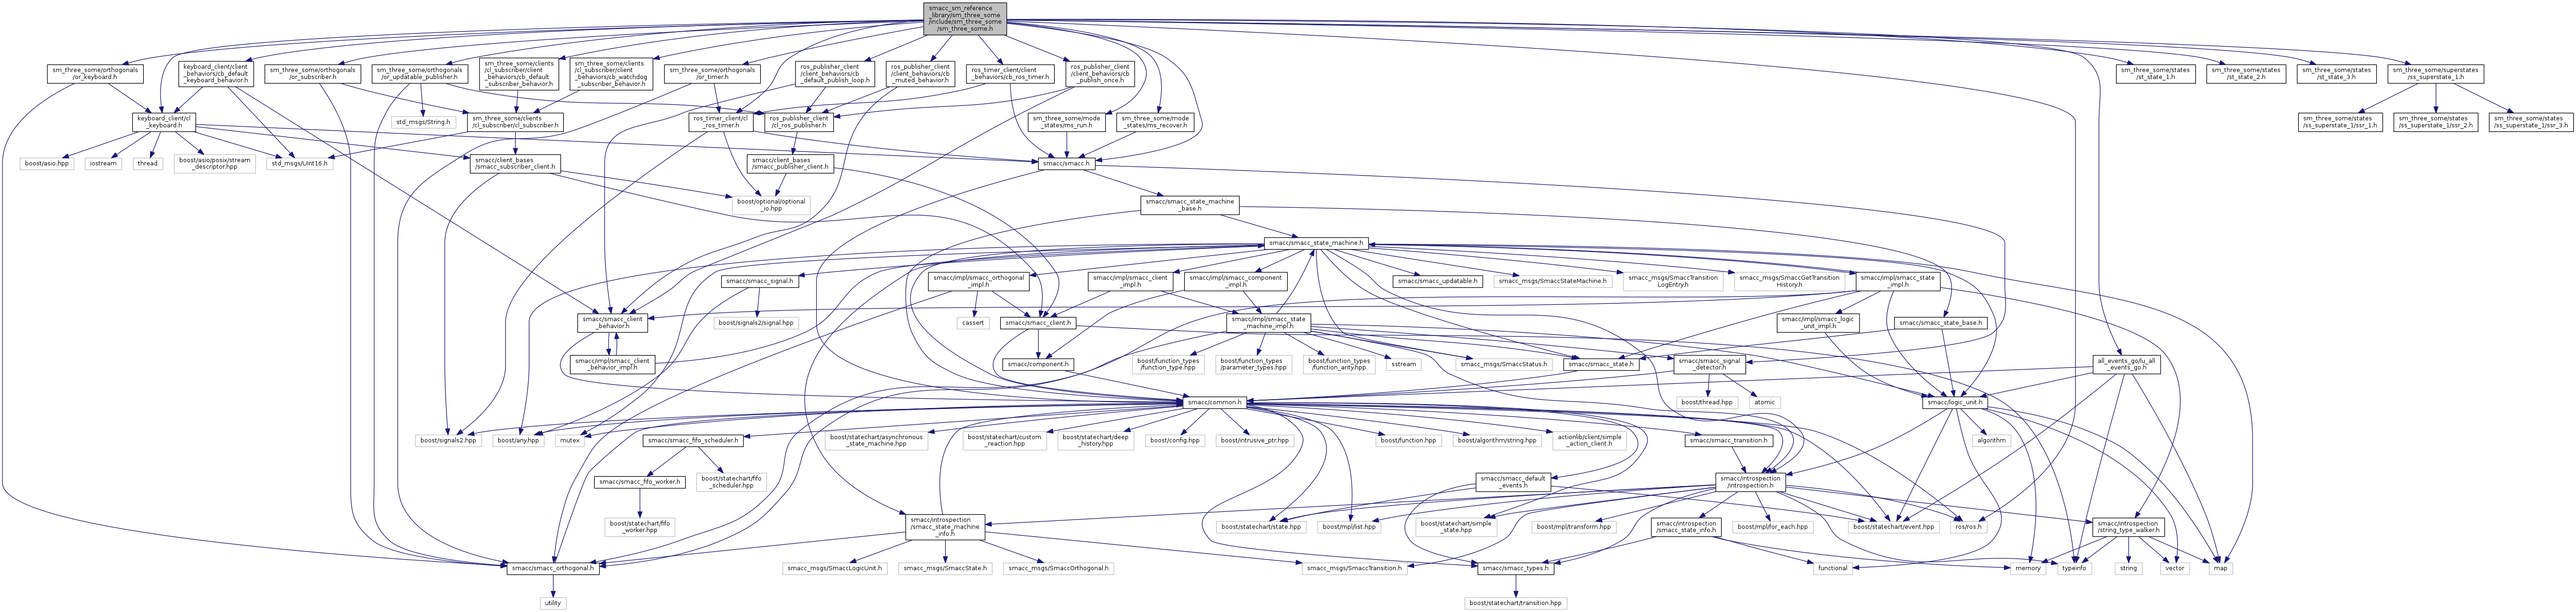 smacc_sm_reference
_library/sm_three_some
/include/sm_three_some
/sm_three_some.h
sm_three_some/orthogonals
/or_keyboard.h
keyboard_client/client
_behaviors/cb_default
_keyboard_behavior.h
sm_three_some/orthogonals
/or_subscriber.h
sm_three_some/orthogonals
/or_updatable_publisher.h
sm_three_some/clients
/cl_subscriber/client
_behaviors/cb_default
_subscriber_behavior.h
sm_three_some/clients
/cl_subscriber/client
_behaviors/cb_watchdog
_subscriber_behavior.h
sm_three_some/orthogonals
/or_timer.h
ros_publisher_client
/client_behaviors/cb
_default_publish_loop.h
ros_publisher_client
/client_behaviors/cb
_muted_behavior.h
ros_timer_client/client
_behaviors/cb_ros_timer.h
ros_publisher_client
/client_behaviors/cb
_publish_once.h
sm_three_some/states
/st_state_1.h
sm_three_some/states
/st_state_2.h
sm_three_some/states
/st_state_3.h
sm_three_some/superstates
/ss_superstate_1.h
keyboard_client/cl
_keyboard.h
std_msgs/String.h
sm_three_some/clients
/cl_subscriber/cl_subscriber.h
ros_timer_client/cl
_ros_timer.h
ros_publisher_client
/cl_ros_publisher.h
sm_three_some/mode
_states/ms_run.h
sm_three_some/mode
_states/ms_recover.h
sm_three_some/states
/ss_superstate_1/ssr_1.h
sm_three_some/states
/ss_superstate_1/ssr_2.h
sm_three_some/states
/ss_superstate_1/ssr_3.h
boost/asio.hpp
iostream
thread
boost/asio/posix/stream
_descriptor.hpp
std_msgs/UInt16.h
smacc/client_bases
/smacc_subscriber_client.h
smacc/client_bases
/smacc_publisher_client.h
smacc/smacc.h
boost/optional/optional
_io.hpp
smacc/smacc_state_machine
_base.h
smacc/smacc_state_machine.h
smacc/smacc_signal.h
smacc/impl/smacc_orthogonal
_impl.h
smacc/impl/smacc_client
_impl.h
smacc/impl/smacc_component
_impl.h
smacc/smacc_updatable.h
smacc_msgs/SmaccStateMachine.h
smacc_msgs/SmaccTransition
LogEntry.h
smacc_msgs/SmaccGetTransition
History.h
smacc/impl/smacc_state
_impl.h
smacc/smacc_client
_behavior.h
boost/signals2/signal.hpp
cassert
smacc/smacc_client.h
smacc/impl/smacc_state
_machine_impl.h
smacc/impl/smacc_logic
_unit_impl.h
smacc/smacc_state_base.h
smacc/impl/smacc_client
_behavior_impl.h
smacc/component.h
boost/function_types
/function_type.hpp
boost/function_types
/parameter_types.hpp
boost/function_types
/function_arity.hpp
sstream
smacc_msgs/SmaccStatus.h
smacc/smacc_state.h
smacc/smacc_signal
_detector.h
all_events_go/lu_all
_events_go.h
smacc/common.h
boost/thread.hpp
atomic
smacc/logic_unit.h
boost/signals2.hpp
boost/any.hpp
mutex
smacc/smacc_fifo_scheduler.h
boost/statechart/asynchronous
_state_machine.hpp
boost/statechart/custom
_reaction.hpp
boost/statechart/deep
_history.hpp
boost/config.hpp
boost/intrusive_ptr.hpp
boost/function.hpp
boost/algorithm/string.hpp
actionlib/client/simple
_action_client.h
smacc/smacc_transition.h
algorithm
smacc/smacc_fifo_worker.h
boost/statechart/fifo
_scheduler.hpp
smacc/smacc_default
_events.h
smacc/introspection
/introspection.h
boost/statechart/fifo
_worker.hpp
smacc/introspection
/smacc_state_machine
_info.h
boost/statechart/state.hpp
boost/mpl/list.hpp
boost/statechart/simple
_state.hpp
boost/mpl/transform.hpp
smacc/introspection
/smacc_state_info.h
boost/mpl/for_each.hpp
boost/statechart/event.hpp
ros/ros.h
smacc/introspection
/string_type_walker.h
smacc/smacc_orthogonal.h
smacc_msgs/SmaccLogicUnit.h
smacc_msgs/SmaccState.h
smacc_msgs/SmaccOrthogonal.h
smacc_msgs/SmaccTransition.h
smacc/smacc_types.h
functional
memory
typeinfo
string
vector
map
utility
boost/statechart/transition.hpp